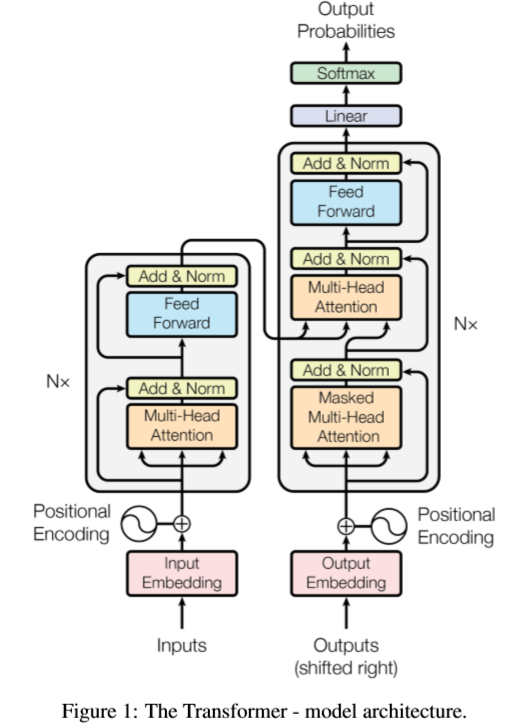 Output
Probabilities
Softmax
Linear
Add & Norm
Feed
Forward
Add & Norm
Multi-Head
Attention
Add & Norm
Masked
Multi-Head
Attention
N×
Add & Norm
Feed
Forward
N×
Add & Norm
Multi-Head
Attention
Positional
Encoding
Positional
Encoding
Input
Embedding
Output
Embedding
Inputs
Outputs
(shifted right)
Figure 1: The Transformer - model architecture.